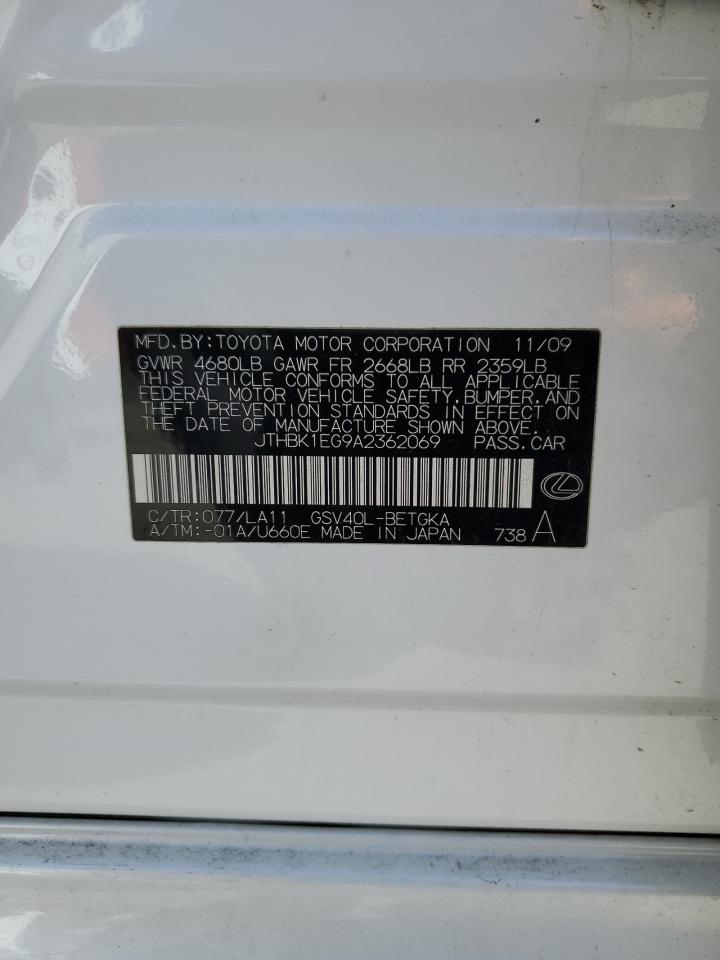 MFD.BY:TOYOTA MOTOR CORPORATION 11/09
GVWR 4680LB GAWR FR 2668LB RR 2359LB
THIS VEHICLE CONFORMS TO ALL APPLICABLE
FEDERAL MOTOR VEHICLE SAFETY,BUMPER,AND
THEFT PREVENTION STANDARDS IN EFFECT ON
THE DATE OF MANUFACTURE SHOWN ABOVE.
JTHBK1EG9A2362069 PASS.CAR
C/TR:077/LA11 GSV40L-BETGKA
A/TM:-01A/U660E MADE IN JAPAN 738 A